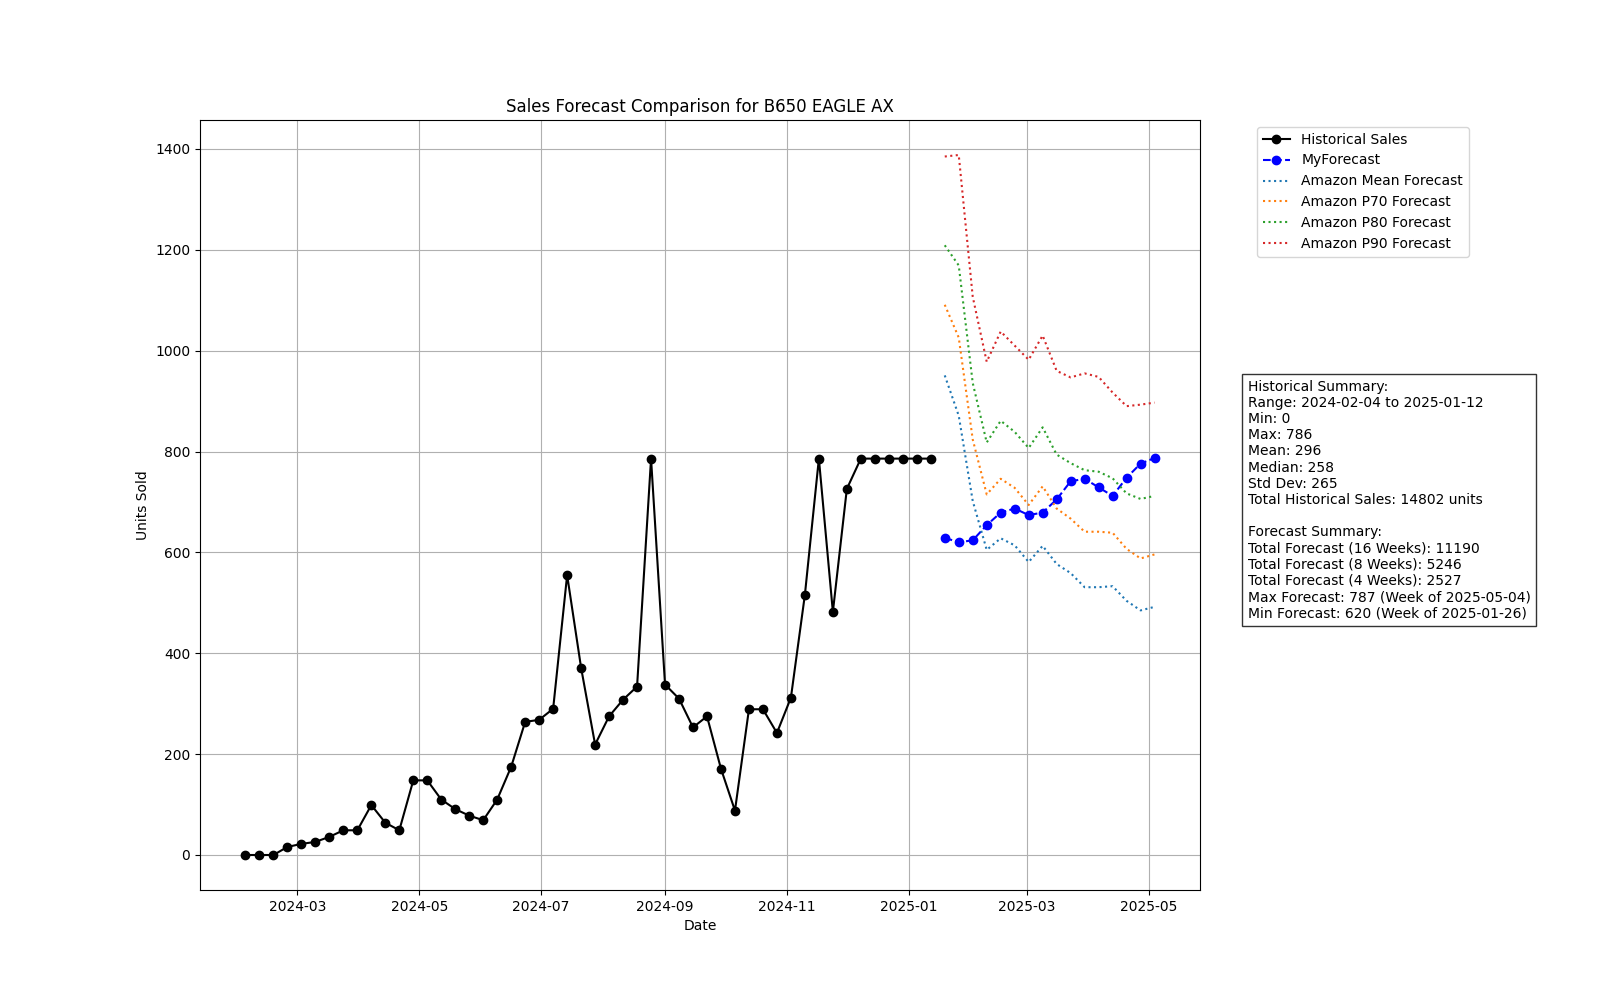 Sales Forecast Comparison for B650 EAGLE AX
1400
1200
1000
800
600
400
200
0
Units Sold
2024-03
2024-05
2024-07
2024-09
2024-11
2025-01
2025-03
2025-05
Date
Historical Sales
MyForecast
Amazon Mean Forecast
Amazon P70 Forecast
Amazon P80 Forecast
Amazon P90 Forecast
Historical Summary:
Range: 2024-02-04 to 2025-01-12
Min: 0
Max: 786
Mean: 296
Median: 258
Std Dev: 265
Total Historical Sales: 14802 units
Forecast Summary:
Total Forecast (16 Weeks): 11190
Total Forecast (8 Weeks): 5246
Total Forecast (4 Weeks): 2527
Max Forecast: 787 (Week of 2025-05-04)
Min Forecast: 620 (Week of 2025-01-26)